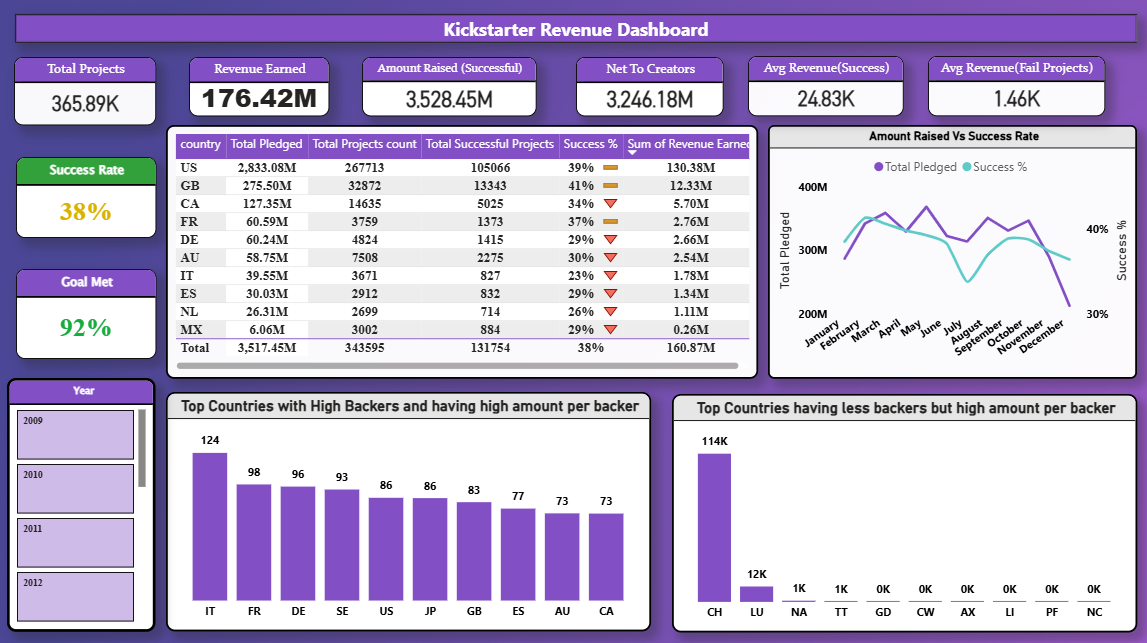 Kickstarter Revenue Dashboard
Total Projects
365.89K
Revenue Earned
176.42M
Amount Raised (Successful)
3,528.45M
Net To Creators
3,246.18M
Avg Revenue(Success)
24.83K
Avg Revenue(Fail Projects)
1.46K
Success Rate
38%
Goal Met
92%
country Total Pledged Total Projects count Total Successful Projects Success % Sum of Revenue Earned
US 2,833.08M 267713 105066 39% 130.38M
GB 275.50M 32872 13343 41% 12.33M
CA 127.35M 14635 5025 34% 5.70M
FR 60.59M 3759 1373 37% 2.76M
DE 60.24M 4824 1415 29% 2.66M
AU 58.75M 7508 2275 30% 2.54M
IT 39.55M 3671 827 23% 1.78M
ES 30.03M 2912 832 29% 1.34M
NL 26.31M 2699 714 26% 1.11M
MX 6.06M 3002 884 29% 0.26M
Total 3,517.45M 343595 131754 38% 160.87M
Amount Raised Vs Success Rate
Total Pledged Success %
400M
300M
200M
Total Pledged
40%
30%
Success %
January February March April May June July August September October November December
Year
2009
2010
2011
2012
Top Countries with High Backers and having high amount per backer
124 98 96 93 86 86 83 77 73 73
IT FR DE SE US JP GB ES AU CA
Top Countries having less backers but high amount per backer
114K 12K 1K 1K 0K 0K 0K 0K 0K 0K
CH LU NA TT GD CW AX LI PF NC